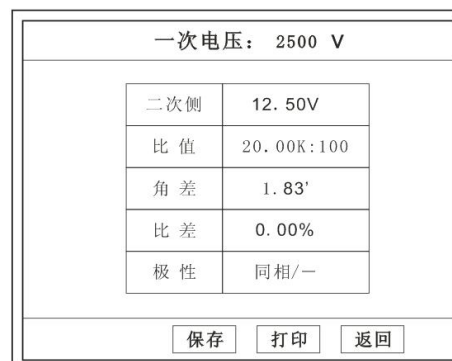 一次电压: 2500 V
二次侧 12.50V
比 值 20.00K:100
角 差 1.83'
比 差 0.00%
极 性 同相/－
保存 打印 返回